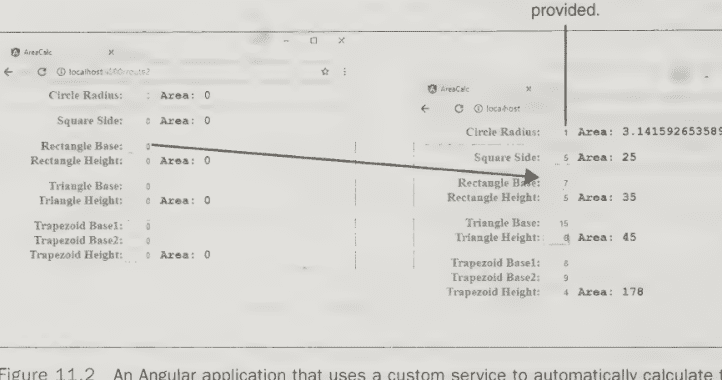 provided.
AreaCalc
localhost
Circle Radius: Area: 0
Square Side: 0 Area: 0
Rectangle Base: 0
Rectangle Height: 0 Area: 0
Triangle Base: 0
Triangle Height: 0 Area: 0
Trapezoid Base1: 0
Trapezoid Base2: 0
Trapezoid Height: 0 Area: 0
AreaCalc
localhost
Circle Radius: 1 Area: 3.141592653589
Square Side: 5 Area: 25
Rectangle Base: 7
Rectangle Height: 5 Area: 35
Triangle Base: 15
Triangle Height: 6 Area: 45
Trapezoid Base1:
Trapezoid Base2: 9
Trapezoid Height: 4 Area: 178
Figure 11.2 An Angular application that uses a custom service to automatically calculate